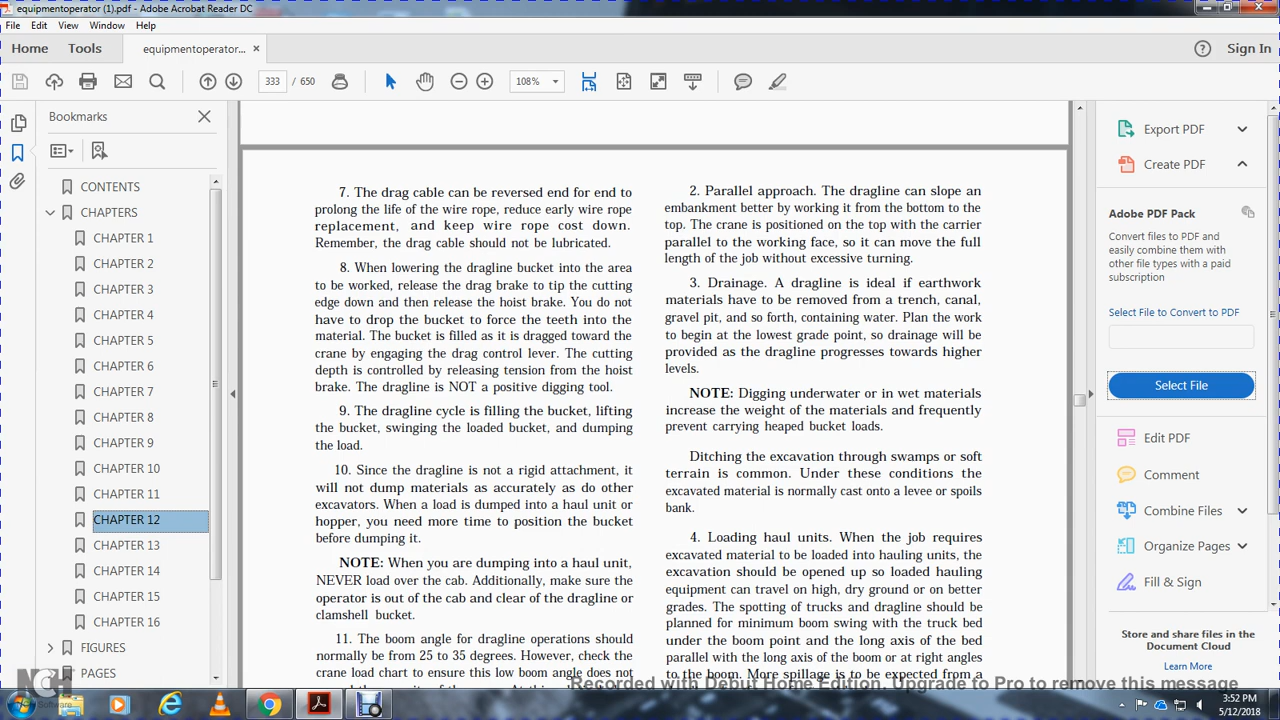 equipmentoperator (1).pdf - Adobe Acrobat Reader DC
File Edit View Window Help
Home Tools equipmentoperator... × Sign In
333 / 650 108%
Bookmarks
CONTENTS
CHAPTERS
CHAPTER 1
CHAPTER 2
CHAPTER 3
CHAPTER 4
CHAPTER 5
CHAPTER 6
CHAPTER 7
CHAPTER 8
CHAPTER 9
CHAPTER 10
CHAPTER 11
CHAPTER 12
CHAPTER 13
CHAPTER 14
CHAPTER 15
CHAPTER 16
FIGURES
PAGES
7. The drag cable can be reversed end for end to
prolong the life of the wire rope, reduce early wire rope
replacement, and keep wire rope cost down.
Remember, the drag cable should not be lubricated.
8. When lowering the dragline bucket into the area
to be worked, release the drag brake to tip the cutting
edge down and then release the hoist brake. You do not
have to drop the bucket to force the teeth into the
material. The bucket is filled as it is dragged toward the
crane by engaging the drag control lever. The cutting
depth is controlled by releasing tension from the hoist
brake. The dragline is NOT a positive digging tool.
9. The dragline cycle is filling the bucket, lifting
the bucket, swinging the loaded bucket, and dumping
the load.
10. Since the dragline is not a rigid attachment, it
will not dump materials as accurately as do other
excavators. When a load is dumped into a haul unit or
hopper, you need more time to position the bucket
before dumping it.
NOTE: When you are dumping into a haul unit,
NEVER load over the cab. Additionally, make sure the
operator is out of the cab and clear of the dragline or
clamshell bucket.
11. The boom angle for dragline operations should
normally be from 25 to 35 degrees. However, check the
crane load chart to ensure this low boom angle does not
2. Parallel approach. The dragline can slope an
embankment better by working it from the bottom to the
top. The crane is positioned on the top with the carrier
parallel to the working face, so it can move the full
length of the job without excessive turning.
3. Drainage. A dragline is ideal if earthwork
materials have to be removed from a trench, canal,
gravel pit, and so forth, containing water. Plan the work
to begin at the lowest grade point, so drainage will be
provided as the dragline progresses towards higher
levels.
NOTE: Digging underwater or in wet materials
increase the weight of the materials and frequently
prevent carrying heaped bucket loads.
Ditching the excavation through swamps or soft
terrain is common. Under these conditions the
excavated material is normally cast onto a levee or spoils
bank.
4. Loading haul units. When the job requires
excavated material to be loaded into hauling units, the
excavation should be opened up so loaded hauling
equipment can travel on high, dry ground or on better
grades. The spotting of trucks and dragline should be
planned for minimum boom swing with the truck bed
under the boom point and the long axis of the bed
parallel with the long axis of the boom or at right angles
to the boom. More spillage is to be expected from a
Export PDF
Create PDF
Adobe PDF Pack
Convert files to PDF and
easily combine them with
other file types with a paid
subscription
Select File to Convert to PDF
Select File
Edit PDF
Comment
Combine Files
Organize Pages
Fill & Sign
Store and share files in the
Document Cloud
Learn More
NCH
Recorded with Debut Home Edition. Upgrade to Pro to remove this message
3:52 PM
5/12/2018